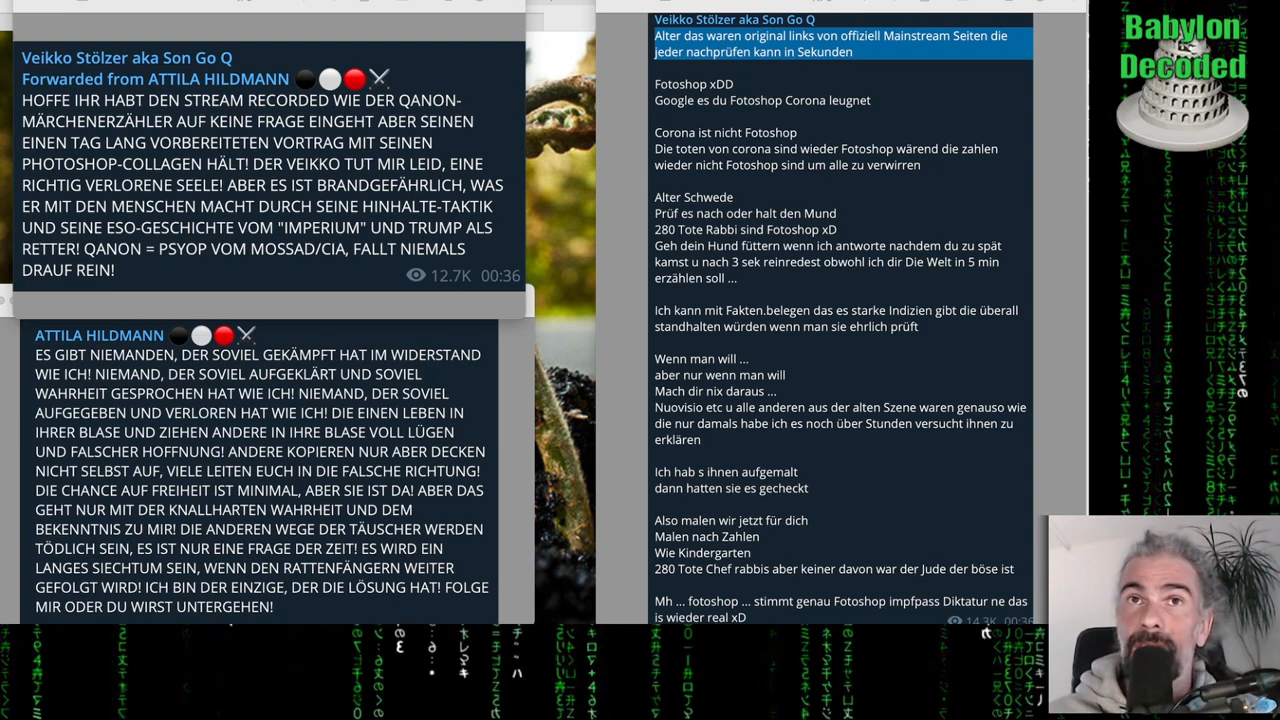 Veikko Stölzer aka Son Go Q
Forwarded from ATTILA HILDMANN
HOFFE IHR HABT DEN STREAM RECORDED WIE DER QANON-
MÄRCHENERZÄHLER AUF KEINE FRAGE EINGEHT ABER SEINEN
EINEN TAG LANG VORBEREITETEN VORTRAG MIT SEINEN
PHOTOSHOP-COLLAGEN HÄLT! DER VEIKKO TUT MIR LEID, EINE
RICHTIG VERLORENE SEELE! ABER ES IST BRANDGEFÄHRLICH, WAS
ER MIT DEN MENSCHEN MACHT DURCH SEINE HINHALTE-TAKTIK
UND SEINE ESO-GESCHICHTE VOM "IMPERIUM" UND TRUMP ALS
RETTER! QANON = PSYOP VOM MOSSAD/CIA, FALLT NIEMALS
DRAUF REIN!
12.7K 00:36
ATTILA HILDMANN
ES GIBT NIEMANDEN, DER SOVIEL GEKÄMPFT HAT IM WIDERSTAND
WIE ICH! NIEMAND, DER SOVIEL AUFGEKLÄRT UND SOVIEL
WAHRHEIT GESPROCHEN HAT WIE ICH! NIEMAND, DER SOVIEL
AUFGEGEBEN UND VERLOREN HAT WIE ICH! DIE EINEN LEBEN IN
IHRER BLASE UND ZIEHEN ANDERE IN IHRE BLASE VOLL LÜGEN
UND FALSCHER HOFFNUNG! ANDERE KOPIEREN NUR ABER DECKEN
NICHT SELBST AUF, VIELE LEITEN EUCH IN DIE FALSCHE RICHTUNG!
DIE CHANCE AUF FREIHEIT IST MINIMAL, ABER SIE IST DA! ABER DAS
GEHT NUR MIT DER KNALLHARTEN WAHRHEIT UND DEM
BEKENNTNIS ZU MIR! DIE ANDEREN WEGE DER TÄUSCHER WERDEN
TÖDLICH SEIN, ES IST NUR EINE FRAGE DER ZEIT! ES WIRD EIN
LANGES SIECHTUM SEIN, WENN DEN RATTENFÄNGERN WEITER
GEFOLGT WIRD! ICH BIN DER EINZIGE, DER DIE LÖSUNG HAT! FOLGE
MIR ODER DU WIRST UNTERGEHEN!
Veikko Stölzer aka Son Go Q
Alter das waren original links von offiziell Mainstream Seiten die
jeder nachprüfen kann in Sekunden
Fotoshop xDD
Google es du Fotoshop Corona leugnet
Corona ist nicht Fotoshop
Die toten von corona sind wieder Fotoshop wärend die zahlen
wieder nicht Fotoshop sind um alle zu verwirren
Alter Schwede
Prüf es nach oder halt den Mund
280 Tote Rabbi sind Fotoshop xD
Geh dein Hund füttern wenn ich antworte nachdem du zu spät
kamst u nach 3 sek reinredest obwohl ich dir Die Welt in 5 min
erzählen soll ...
Ich kann mit Fakten.belegen das es starke Indizien gibt die überall
standhalten würden wenn man sie ehrlich prüft
Wenn man will ...
aber nur wenn man will
Mach dir nix daraus ...
Nuovisio etc u alle anderen aus der alten Szene waren genauso wie
die nur damals habe ich es noch über Stunden versucht ihnen zu
erklären
Ich hab s ihnen aufgemalt
dann hatten sie es gecheckt
Also malen wir jetzt für dich
Malen nach Zahlen
Wie Kindergarten
280 Tote Chef rabbis aber keiner davon war der Jude der böse ist
Mh ... fotoshop ... stimmt genau Fotoshop impfpass Diktatur ne das
is wieder real xD
14.3K 00:36
Babylon
Decoded